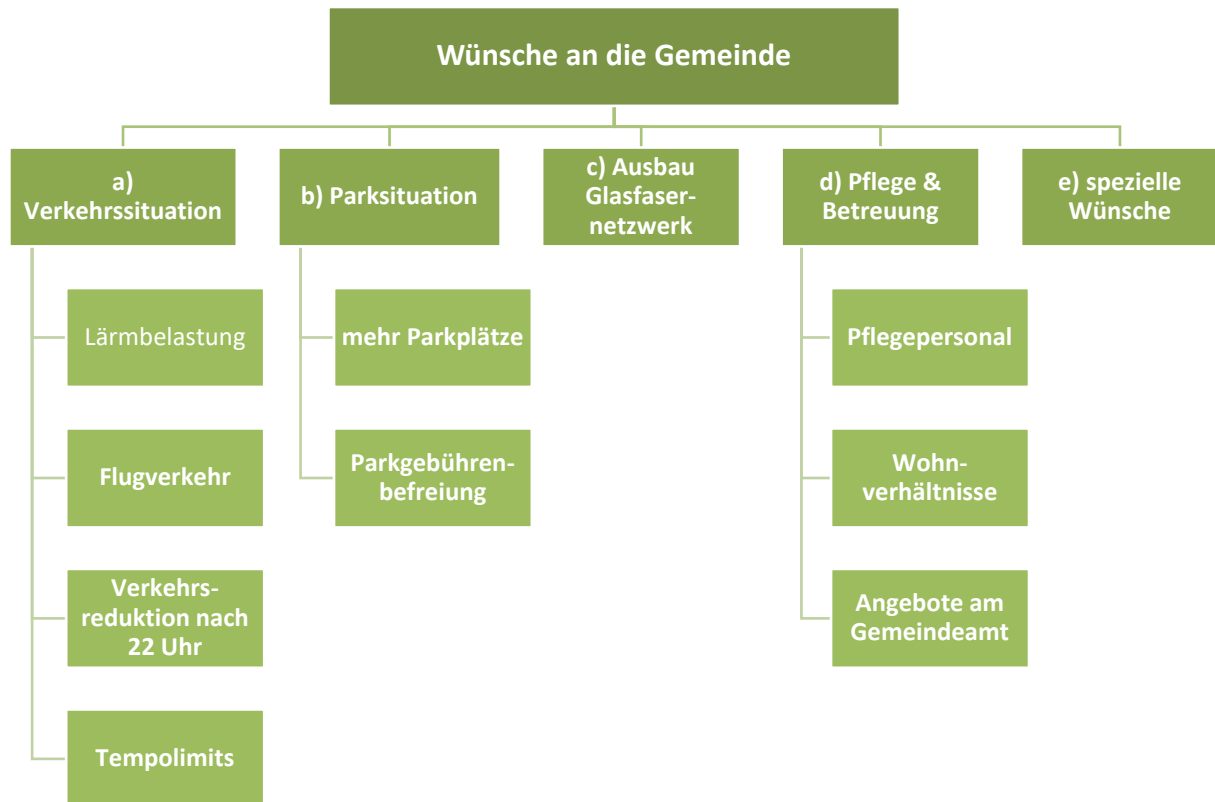 Wünsche an die Gemeinde
a)
Verkehrssituation
b) Parksituation
c) Ausbau
Glasfaser-
netzwerk
d) Pflege &
Betreuung
e) spezielle
Wünsche
Lärmbelastung
Flugverkehr
Verkehrs-
reduktion nach
22 Uhr
Tempolimits
mehr Parkplätze
Parkgebühren-
befreiung
Pflegepersonal
Wohn-
verhältnisse
Angebote am
Gemeindeamt